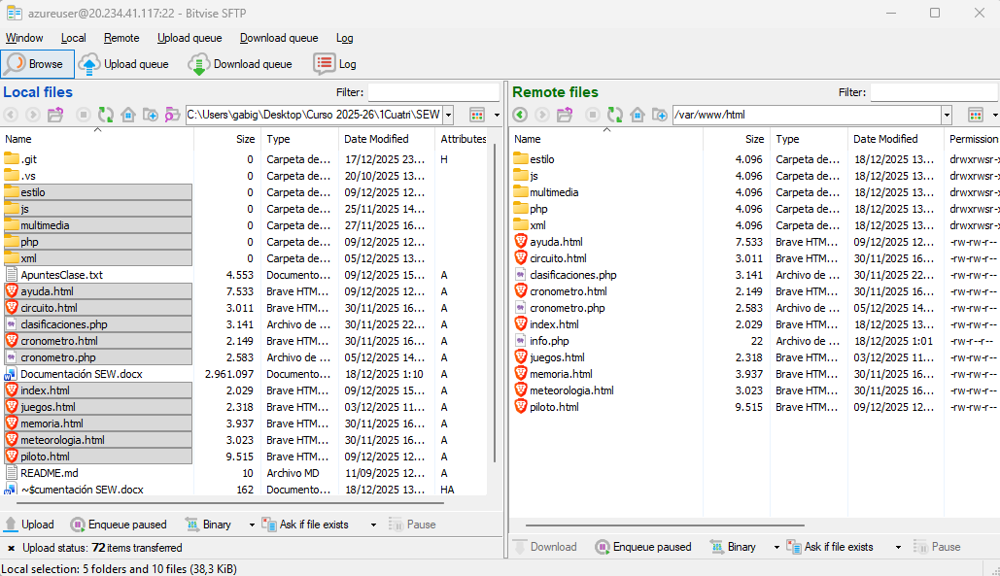 azureuser@20.234.41.117:22 - Bitvise SFTP
Window Local Remote Upload queue Download queue Log
Browse Upload queue Download queue Log
Local files Filter:
C:\Users\gabig\Desktop\Curso 2025-26\1Cuatri\SEW
Name Size Type Date Modified Attributes
.git 0 Carpeta de... 17/12/2025 23... H
.vs 0 Carpeta de... 20/10/2025 13...
estilo 0 Carpeta de... 09/12/2025 12...
js 0 Carpeta de... 25/11/2025 14...
multimedia 0 Carpeta de... 27/11/2025 16...
php 0 Carpeta de... 09/12/2025 12...
xml 0 Carpeta de... 05/12/2025 13...
ApuntesClase.txt 4.553 Documento... 09/12/2025 12... A
ayuda.html 7.533 Brave HTM... 09/12/2025 12... A
circuito.html 3.011 Brave HTM... 30/11/2025 16... A
clasificaciones.php 3.141 Archivo de ... 30/11/2025 22... A
cronometro.html 2.149 Brave HTM... 30/11/2025 16... A
cronometro.php 2.583 Archivo de ... 05/12/2025 14... A
Documentación SEW.docx 2.961.097 Documento... 18/12/2025 1:10 A
index.html 2.029 Brave HTM... 09/12/2025 15... A
juegos.html 2.318 Brave HTM... 03/12/2025 11... A
memoria.html 3.937 Brave HTM... 30/11/2025 16... A
meteorologia.html 3.023 Brave HTM... 30/11/2025 16... A
piloto.html 9.515 Brave HTM... 09/12/2025 12... A
README.md 10 Archivo MD 11/09/2025 12... A
~$cumentación SEW.docx 162 Documento... 18/12/2025 13... HA
Upload Enqueue paused Binary Ask if file exists Pause
Upload status: 72 items transferred
Remote files Filter:
/var/www/html
Name Size Type Date Modified Permission
estilo 4.096 Carpeta de... 18/12/2025 13... drwxrwsr-x
js 4.096 Carpeta de... 18/12/2025 13... drwxrwsr-x
multimedia 4.096 Carpeta de... 18/12/2025 13... drwxrwsr-x
php 4.096 Carpeta de... 18/12/2025 13... drwxrwsr-x
xml 4.096 Carpeta de... 18/12/2025 13... drwxrwsr-x
ayuda.html 7.533 Brave HTM... 09/12/2025 12... -rw-rw-r--
circuito.html 3.011 Brave HTM... 30/11/2025 16... -rw-rw-r--
clasificaciones.php 3.141 Archivo de ... 30/11/2025 22... -rw-rw-r--
cronometro.html 2.149 Brave HTM... 30/11/2025 16... -rw-rw-r--
cronometro.php 2.583 Archivo de ... 05/12/2025 14... -rw-rw-r--
index.html 2.029 Brave HTM... 18/12/2025 13... -rw-rw-r--
info.php 22 Archivo de ... 18/12/2025 1:01 -rw-r--r--
juegos.html 2.318 Brave HTM... 03/12/2025 11... -rw-rw-r--
memoria.html 3.937 Brave HTM... 30/11/2025 16... -rw-rw-r--
meteorologia.html 3.023 Brave HTM... 30/11/2025 16... -rw-rw-r--
piloto.html 9.515 Brave HTM... 09/12/2025 12... -rw-rw-r--
Download Enqueue paused Binary Ask if file exists Pause
Local selection: 5 folders and 10 files (38,3 KiB)